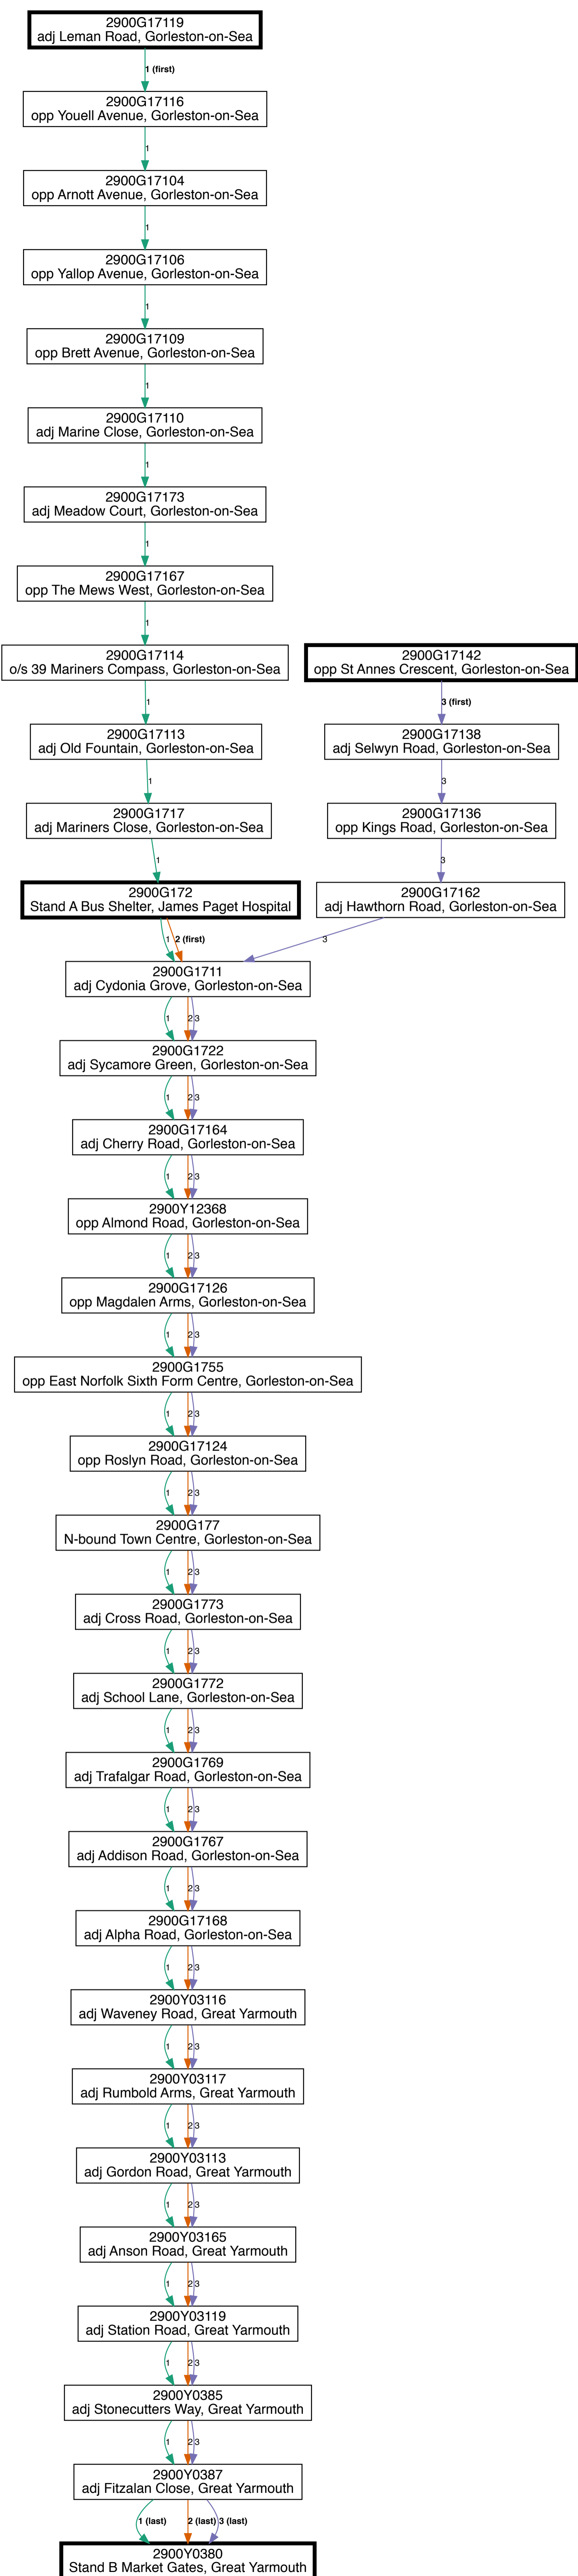 2900G17119
adj Leman Road, Gorleston-on-Sea
1 (first)
2900G17116
opp Youell Avenue, Gorleston-on-Sea
1
2900G17104
opp Arnott Avenue, Gorleston-on-Sea
1
2900G17106
opp Yallop Avenue, Gorleston-on-Sea
1
2900G17109
opp Brett Avenue, Gorleston-on-Sea
1
2900G17110
adj Marine Close, Gorleston-on-Sea
1
2900G17173
adj Meadow Court, Gorleston-on-Sea
1
2900G17167
opp The Mews West, Gorleston-on-Sea
1
2900G17114
o/s 39 Mariners Compass, Gorleston-on-Sea
2900G17142
opp St Annes Crescent, Gorleston-on-Sea
1
3 (first)
2900G17113
adj Old Fountain, Gorleston-on-Sea
2900G17138
adj Selwyn Road, Gorleston-on-Sea
1
3
2900G1717
adj Mariners Close, Gorleston-on-Sea
2900G17136
opp Kings Road, Gorleston-on-Sea
1
3
2900G172
Stand A Bus Shelter, James Paget Hospital
2900G17162
adj Hawthorn Road, Gorleston-on-Sea
1 2 (first) 3
2900G1711
adj Cydonia Grove, Gorleston-on-Sea
1 2 3
2900G1722
adj Sycamore Green, Gorleston-on-Sea
1 2 3
2900G17164
adj Cherry Road, Gorleston-on-Sea
1 2 3
2900Y12368
opp Almond Road, Gorleston-on-Sea
1 2 3
2900G17126
opp Magdalen Arms, Gorleston-on-Sea
1 2 3
2900G1755
opp East Norfolk Sixth Form Centre, Gorleston-on-Sea
1 2 3
2900G17124
opp Roslyn Road, Gorleston-on-Sea
1 2 3
2900G177
N-bound Town Centre, Gorleston-on-Sea
1 2 3
2900G1773
adj Cross Road, Gorleston-on-Sea
1 2 3
2900G1772
adj School Lane, Gorleston-on-Sea
1 2 3
2900G1769
adj Trafalgar Road, Gorleston-on-Sea
1 2 3
2900G1767
adj Addison Road, Gorleston-on-Sea
1 2 3
2900G17168
adj Alpha Road, Gorleston-on-Sea
1 2 3
2900Y03116
adj Waveney Road, Great Yarmouth
1 2 3
2900Y03117
adj Rumbold Arms, Great Yarmouth
1 2 3
2900Y03113
adj Gordon Road, Great Yarmouth
1 2 3
2900Y03165
adj Anson Road, Great Yarmouth
1 2 3
2900Y03119
adj Station Road, Great Yarmouth
1 2 3
2900Y0385
adj Stonecutters Way, Great Yarmouth
1 2 3
2900Y0387
adj Fitzalan Close, Great Yarmouth
1 (last) 2 (last) 3 (last)
2900Y0380
Stand B Market Gates, Great Yarmouth